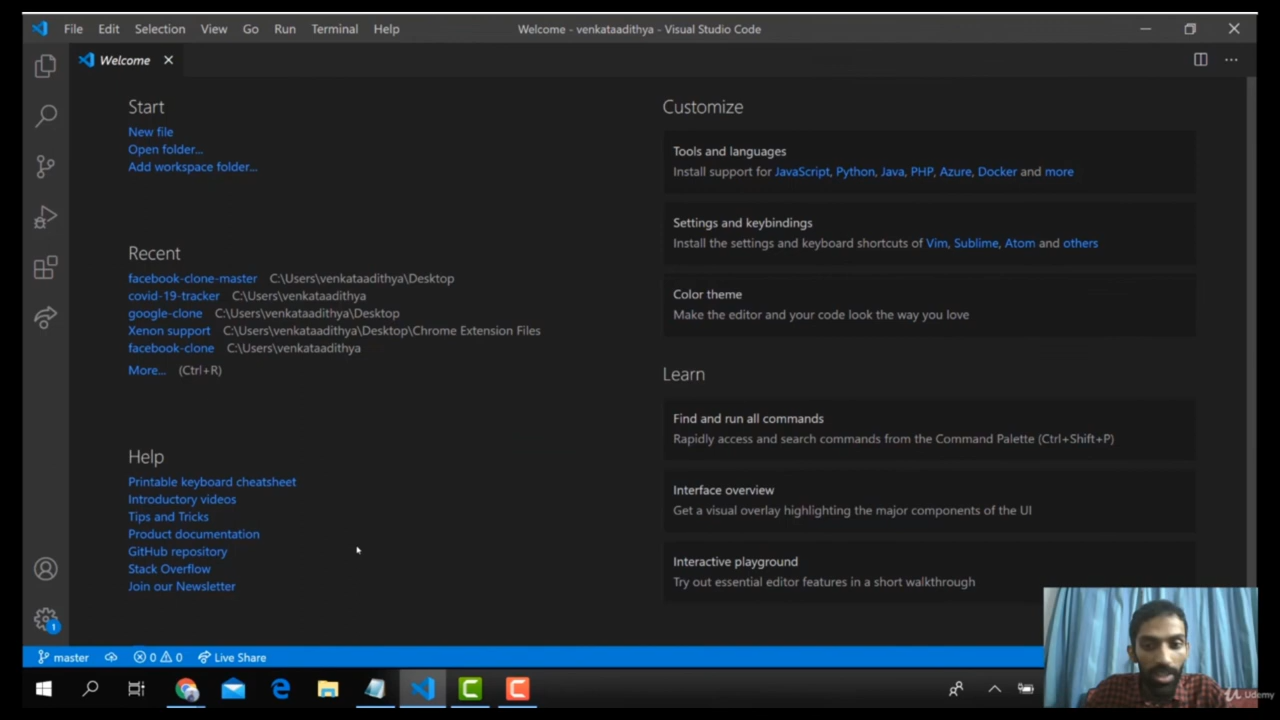 File Edit Selection View Go Run Terminal Help
Welcome - venkataadithya - Visual Studio Code
Welcome
Start
New file
Open folder...
Add workspace folder...
Recent
facebook-clone-master C:\Users\venkataadithya\Desktop
covid-19-tracker C:\Users\venkataadithya
google-clone C:\Users\venkataadithya\Desktop
Xenon support C:\Users\venkataadithya\Desktop\Chrome Extension Files
facebook-clone C:\Users\venkataadithya
More... (Ctrl+R)
Help
Printable keyboard cheatsheet
Introductory videos
Tips and Tricks
Product documentation
GitHub repository
Stack Overflow
Join our Newsletter
Customize
Tools and languages
Install support for JavaScript, Python, Java, PHP, Azure, Docker and more
Settings and keybindings
Install the settings and keyboard shortcuts of Vim, Sublime, Atom and others
Color theme
Make the editor and your code look the way you love
Learn
Find and run all commands
Rapidly access and search commands from the Command Palette (Ctrl+Shift+P)
Interface overview
Get a visual overlay highlighting the major components of the UI
Interactive playground
Try out essential editor features in a short walkthrough
1
master 0 0 Live Share
Udemy